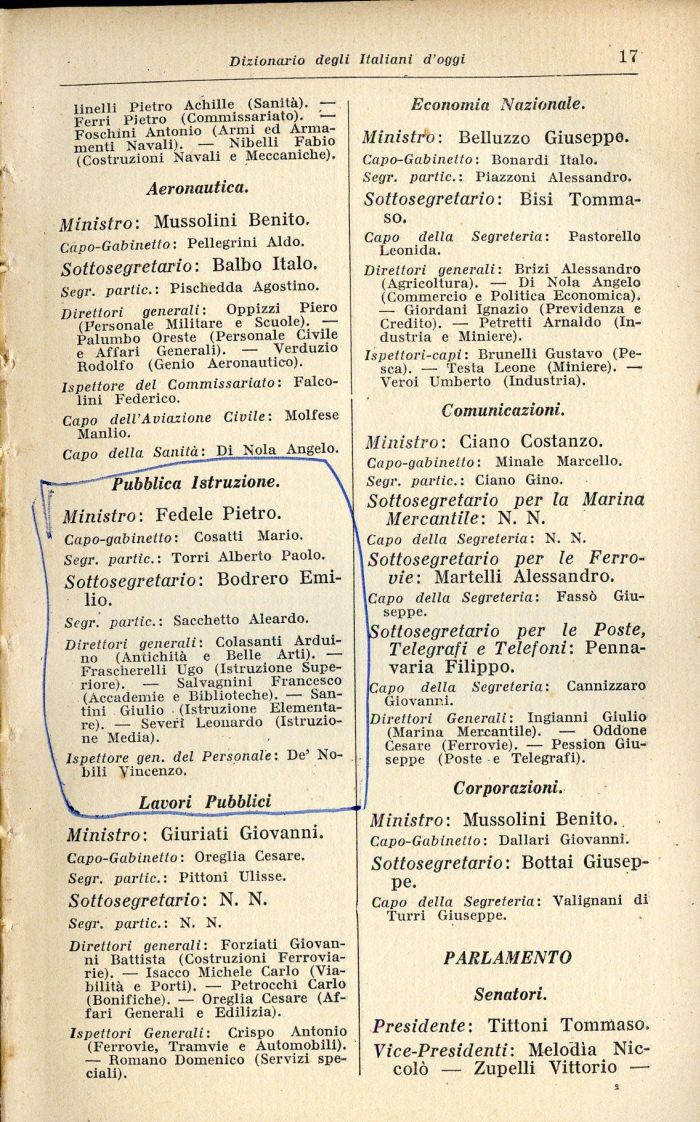 Dizionario degli Italiani d'oggi 17
linelli Pietro Achille (Sanità). —
Ferri Pietro (Commissariato). —
Foschini Antonio (Armi ed Arma-
menti Navali). — Nibelli Fabio
(Costruzioni Navali e Meccaniche).
Aeronautica.
Ministro: Mussolini Benito.
Capo-Gabinetto: Pellegrini Aldo.
Sottosegretario: Balbo Italo.
Segr. partic.: Pischedda Agostino.
Direttori generali: Oppizzi Piero
(Personale Militare e Scuole). —
Palumbo Oreste (Personale Civile
e Affari Generali). — Verduzio
Rodolfo (Genio Aeronautico).
Ispettore del Commissariato: Falco-
lini Federico.
Capo dell'Aviazione Civile: Molfese
Manlio.
Capo della Sanità: Di Nola Angelo.
Pubblica Istruzione.
Ministro: Fedele Pietro.
Capo-gabinetto: Cosatti Mario.
Segr. partic.: Torri Alberto Paolo.
Sottosegretario: Bodrero Emi-
lio.
Segr. partic.: Sacchetto Aleardo.
Direttori generali: Colasanti Ardui-
no (Antichità e Belle Arti). —
Frascherelli Ugo (Istruzione Supe-
riore). — Salvagnini Francesco
(Accademie e Biblioteche). — San-
tini Giulio (Istruzione Elementa-
re). — Severi Leonardo (Istruzio-
ne Media).
Ispettore gen. del Personale: De' No-
bili Vincenzo.
Lavori Pubblici
Ministro: Giuriati Giovanni.
Capo-Gabinetto: Oreglia Cesare.
Segr. partic.: Pittoni Ulisse.
Sottosegretario: N. N.
Segr. partic.: N. N.
Direttori generali: Forziati Giovan-
ni Battista (Costruzioni Ferrovia-
rie). — Isacco Michele Carlo (Via-
bilità e Porti). — Petrocchi Carlo
(Bonifiche). — Oreglia Cesare (Af-
fari Generali e Edilizia).
Ispettori Generali: Crispo Antonio
(Ferrovie, Tramvie e Automobili).
— Romano Domenico (Servizi spe-
ciali).
Economia Nazionale.
Ministro: Belluzzo Giuseppe.
Capo-Gabinetto: Bonardi Italo.
Segr. partic.: Piazzoni Alessandro.
Sottosegretario: Bisi Tomma-
so.
Capo della Segreteria: Pastorello
Leonida.
Direttori generali: Brizi Alessandro
(Agricoltura). — Di Nola Angelo
(Commercio e Politica Economica).
— Giordani Ignazio (Previdenza e
Credito). — Petretti Arnaldo (In-
dustria e Miniere).
Ispettori-capi: Brunelli Gustavo (Pe-
sca). — Testa Leone (Miniere). —
Veroi Umberto (Industria).
Comunicazioni.
Ministro: Ciano Costanzo.
Capo-gabinetto: Minale Marcello.
Segr. partic.: Ciano Gino.
Sottosegretario per la Marina
Mercantile: N. N.
Capo della Segreteria: N. N.
Sottosegretario per le Ferro-
vie: Martelli Alessandro.
Capo della Segreteria: Fassò Giu-
seppe.
Sottosegretario per le Poste,
Telegrafi e Telefoni: Penna-
varia Filippo.
Capo della Segreteria: Cannizzaro
Giovanni.
Direttori Generali: Ingianni Giulio
(Marina Mercantile). — Oddone
Cesare (Ferrovie). — Pession Giu-
seppe (Poste e Telegrafi).
Corporazioni.
Ministro: Mussolini Benito.
Capo-Gabinetto: Dallari Giovanni.
Sottosegretario: Bottai Giusep-
pe.
Capo della Segreteria: Valignani di
Turri Giuseppe.
PARLAMENTO
Senatori.
Presidente: Tittoni Tommaso.
Vice-Presidenti: Melodia Nic-
colò — Zupelli Vittorio —